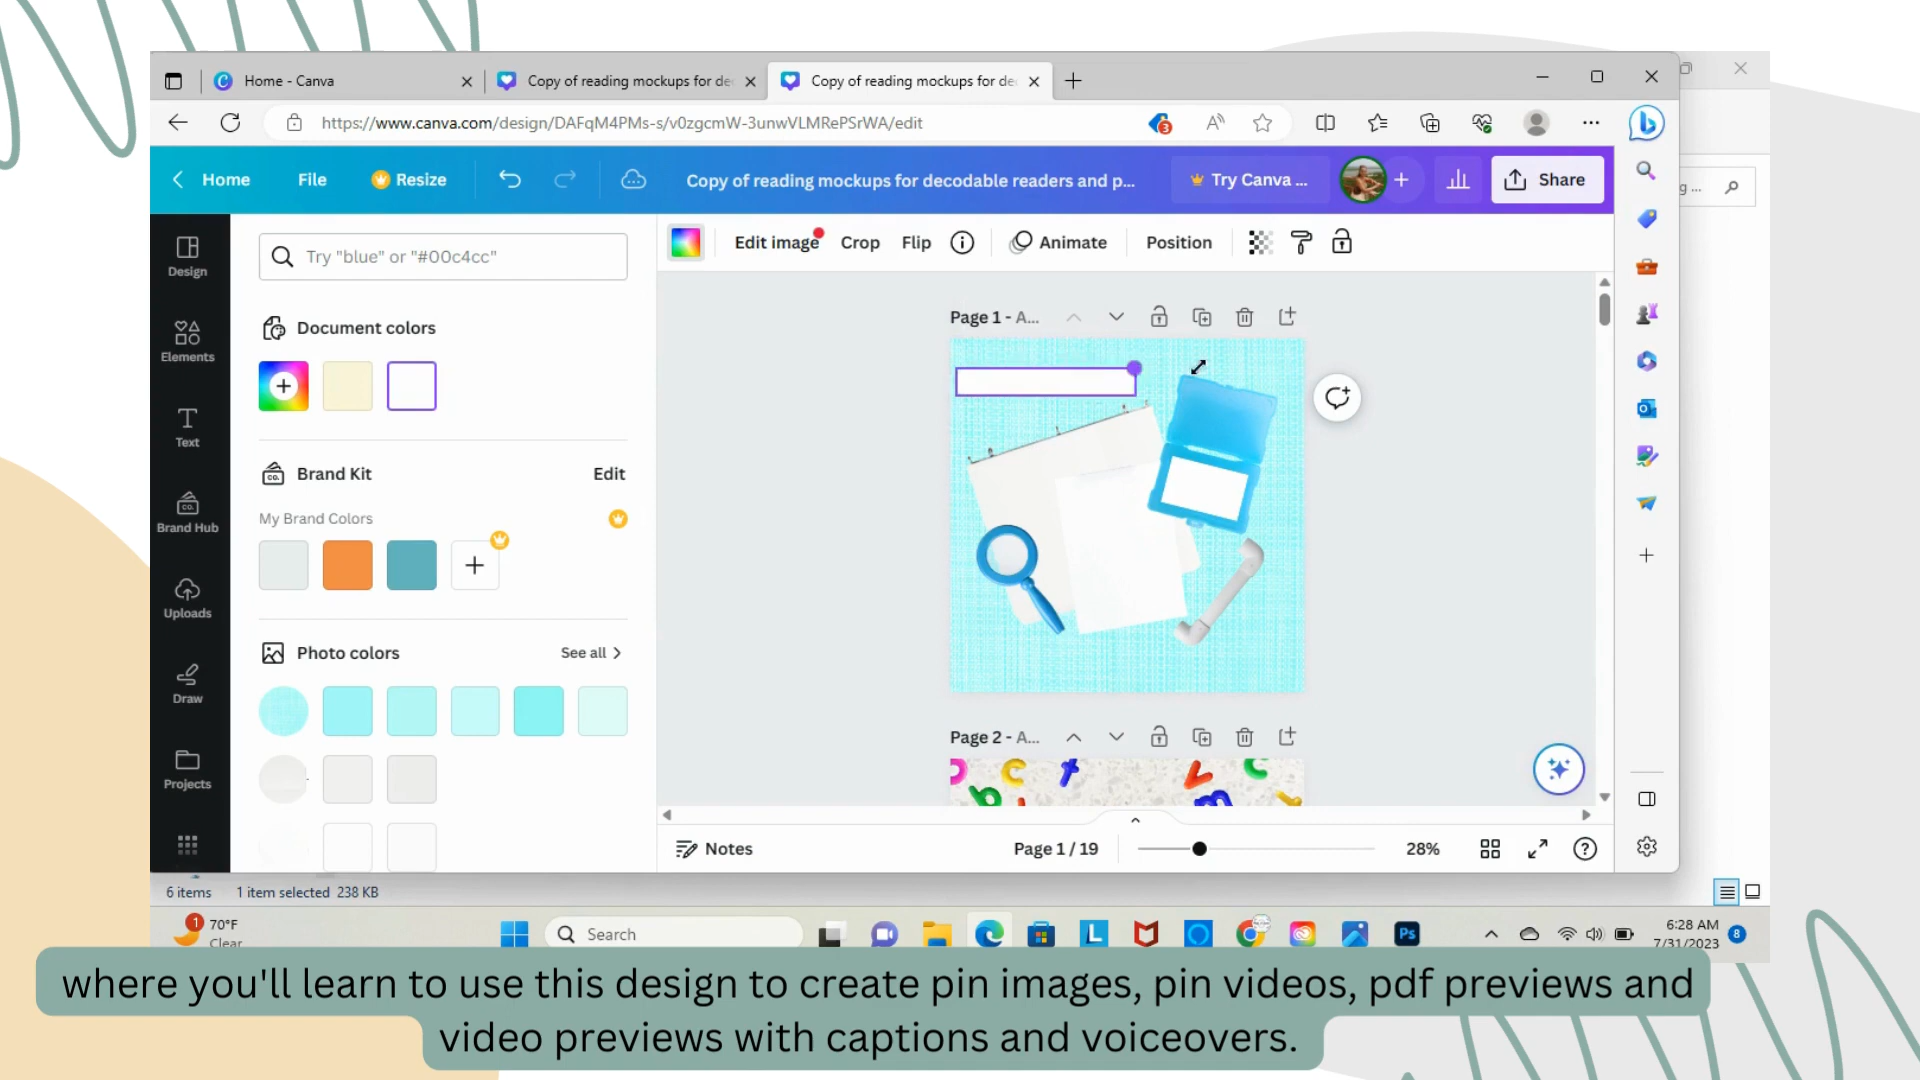 Home - Canva
Copy of reading mockups for de
Copy of reading mockups for de
https://www.canva.com/design/DAFqM4PMs-s/v0zgcmW-3unwVLMRePSrWA/edit
3
Home
File
Resize
Copy of reading mockups for decodable readers and p...
Try Canva ...
Share
g ...
Design
Elements
Text
Brand Hub
Uploads
Draw
Projects
Try "blue" or "#00c4cc"
Document colors
Brand Kit
Edit
My Brand Colors
Photo colors
See all
Edit image
Crop
Flip
Animate
Position
Page 1 - A...
Page 2 - A...
Notes
Page 1 / 19
28%
6 items 1 item selected 238 KB
1
70°F
Clear
Search
Ps
6:28 AM
7/31/2023
8
where you'll learn to use this design to create pin images, pin videos, pdf previews and
video previews with captions and voiceovers.